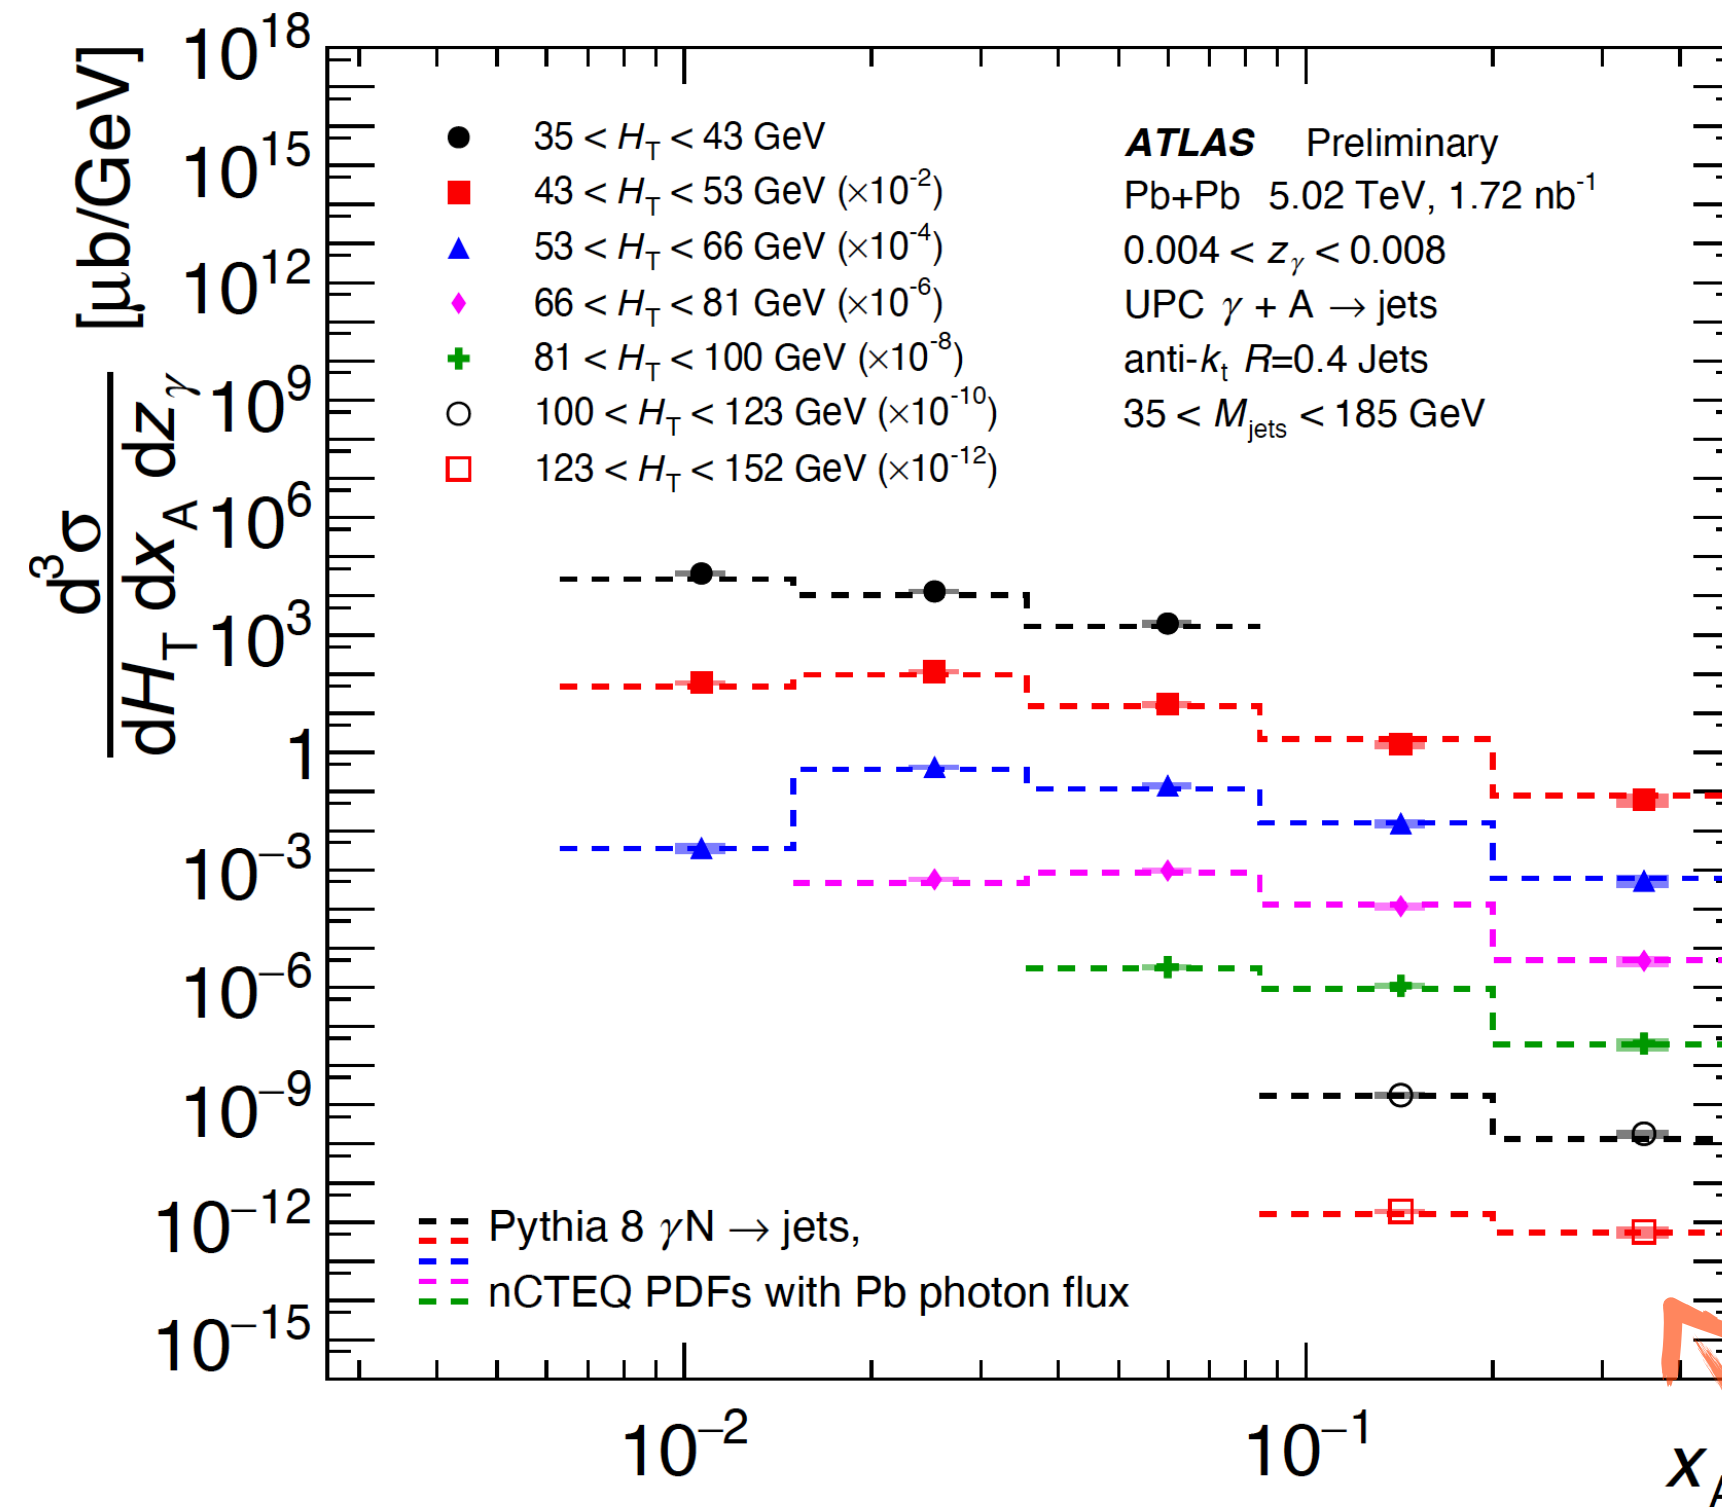 d³σ
dH_T dx_A dz_γ
[μb/GeV]
10^18
10^15
10^12
10^9
10^6
10^3
1
10^−3
10^−6
10^−9
10^−12
10^−15
35 < H_T < 43 GeV
43 < H_T < 53 GeV (×10^-2)
53 < H_T < 66 GeV (×10^-4)
66 < H_T < 81 GeV (×10^-6)
81 < H_T < 100 GeV (×10^-8)
100 < H_T < 123 GeV (×10^-10)
123 < H_T < 152 GeV (×10^-12)
ATLAS Preliminary
Pb+Pb 5.02 TeV, 1.72 nb^-1
0.004 < z_γ < 0.008
UPC γ + A → jets
anti-k_t R=0.4 Jets
35 < M_jets < 185 GeV
Pythia 8 γN → jets,
nCTEQ PDFs with Pb photon flux
10^−2
10^−1
x_A